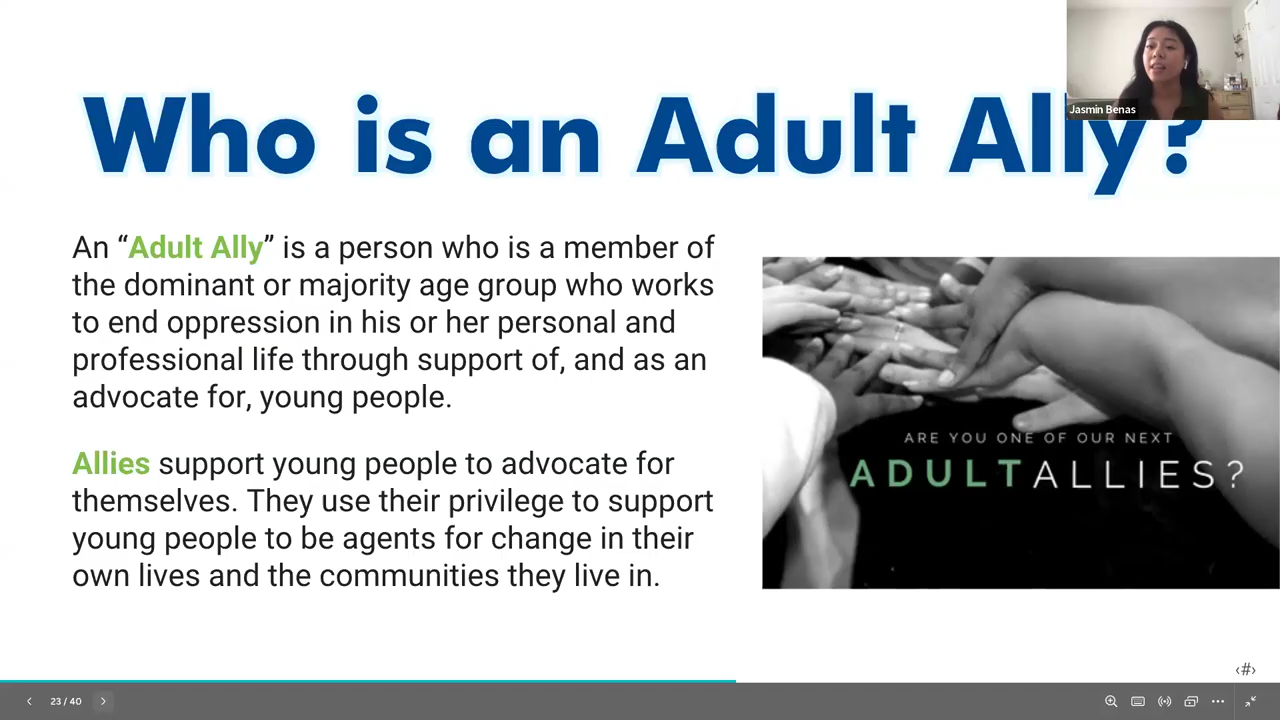 Who is an Adult Ally?
Jasmin Benas
An “Adult Ally” is a person who is a member of
the dominant or majority age group who works
to end oppression in his or her personal and
professional life through support of, and as an
advocate for, young people.
Allies support young people to advocate for
themselves. They use their privilege to support
young people to be agents for change in their
own lives and the communities they live in.
ARE YOU ONE OF OUR NEXT
ADULTALLIES?
‹#›
23 / 40